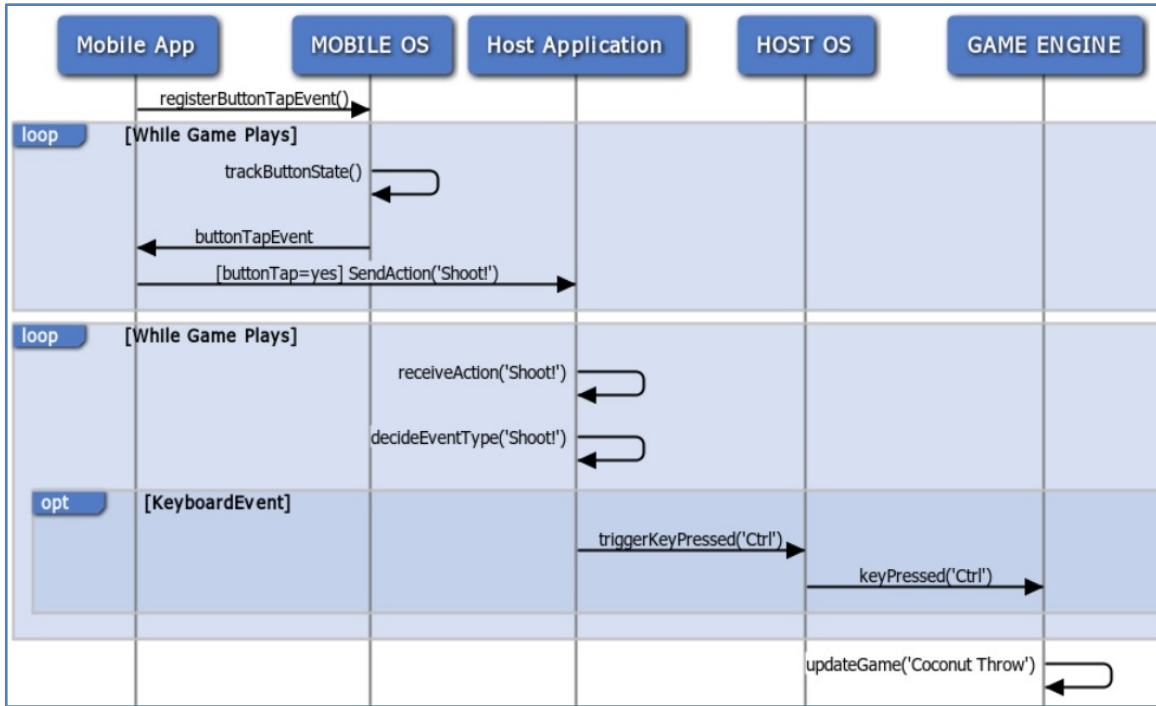 Mobile App
MOBILE OS
Host Application
HOST OS
GAME ENGINE
registerButtonTapEvent()
loop
[While Game Plays]
trackButtonState()
buttonTapEvent
[buttonTap=yes] SendAction('Shoot!')
loop
[While Game Plays]
receiveAction('Shoot!')
decideEventType('Shoot!')
opt
[KeyboardEvent]
triggerKeyPressed('Ctrl')
keyPressed('Ctrl')
updateGame('Coconut Throw')